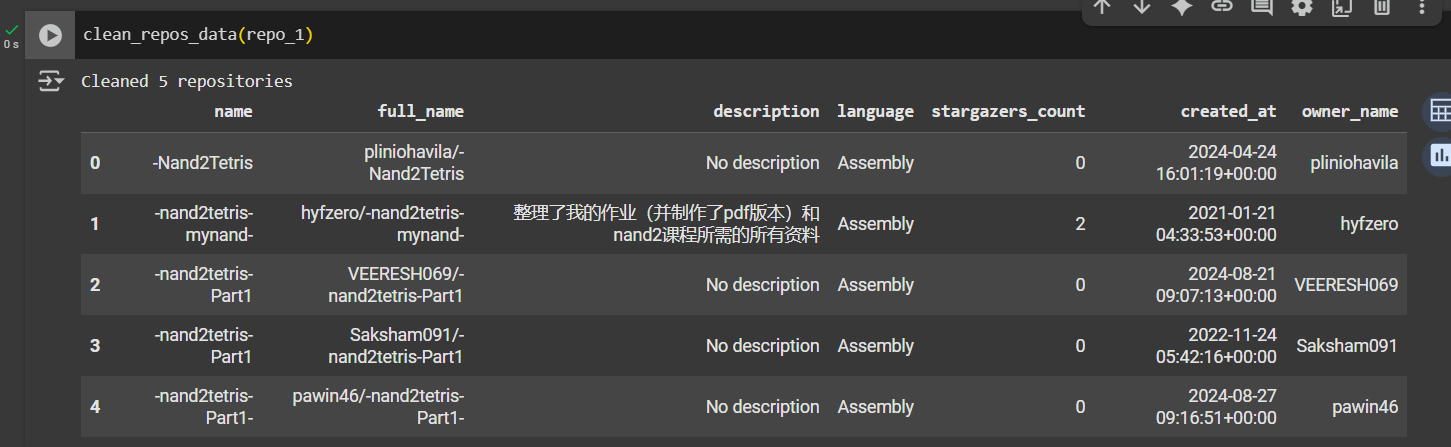 clean_repos_data(repo_1)
0 s
Cleaned 5 repositories
name full_name description language stargazers_count created_at owner_name
0 -Nand2Tetris pliniohavila/- No description Assembly 0 2024-04-24 pliniohavila
Nand2Tetris 16:01:19+00:00
1 -nand2tetris- hyfzero/-nand2tetris- 整理了我的作业（并制作了pdf版本）和 Assembly 2 2021-01-21 hyfzero
mynand- mynand- nand2课程所需的所有资料 04:33:53+00:00
2 -nand2tetris- VEERESH069/- No description Assembly 0 2024-08-21 VEERESH069
Part1 nand2tetris-Part1 09:07:13+00:00
3 -nand2tetris- Saksham091/- No description Assembly 0 2022-11-24 Saksham091
Part1 nand2tetris-Part1 05:42:16+00:00
4 -nand2tetris- pawin46/-nand2tetris- No description Assembly 0 2024-08-27 pawin46
Part1- Part1- 09:16:51+00:00